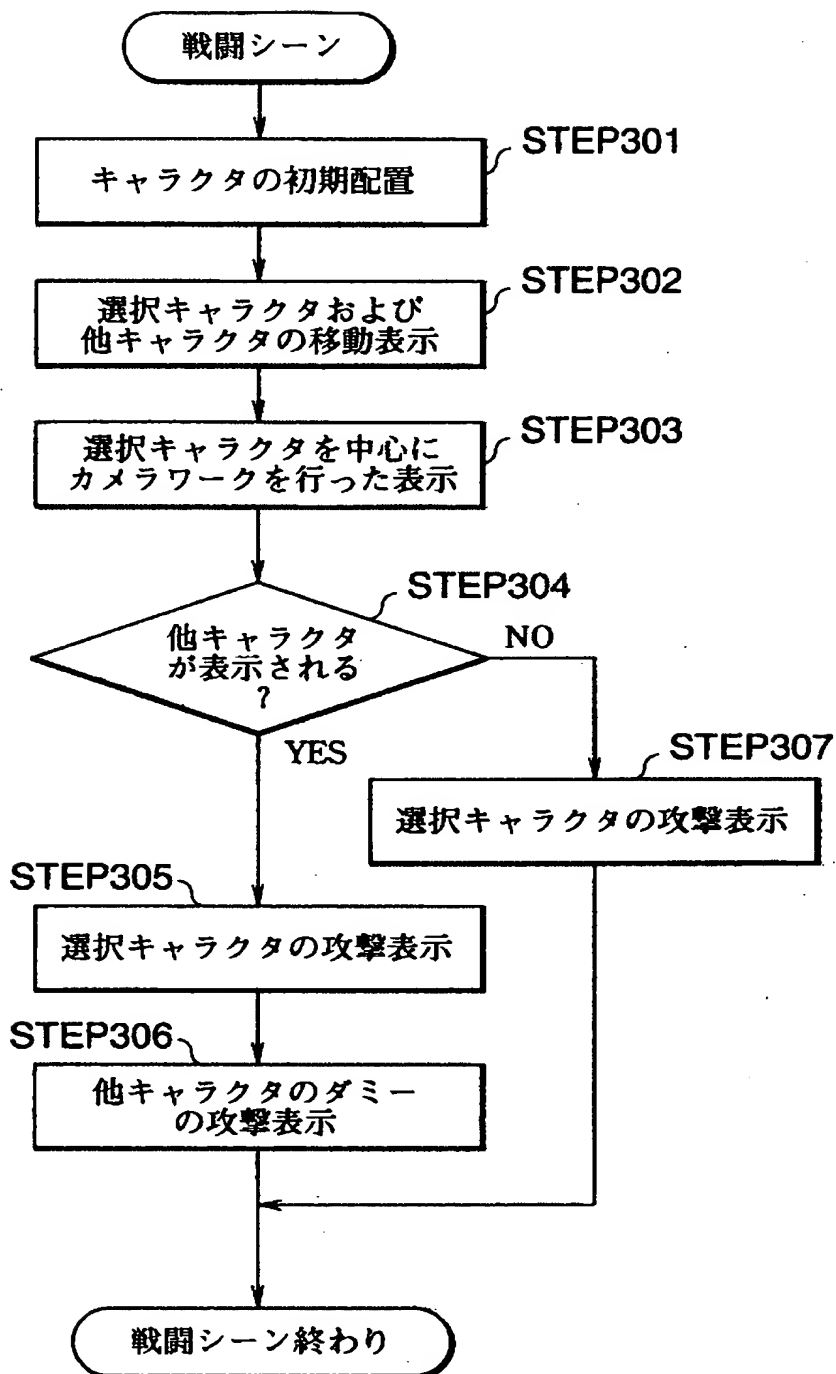 戦闘シーン
STEP301
キャラクタの初期配置
STEP302
選択キャラクタおよび
他キャラクタの移動表示
STEP303
選択キャラクタを中心に
カメラワークを行った表示
STEP304
他キャラクタ
が表示される
?
NO
YES
STEP307
選択キャラクタの攻撃表示
STEP305
選択キャラクタの攻撃表示
STEP306
他キャラクタのダミー
の攻撃表示
戦闘シーン終わり